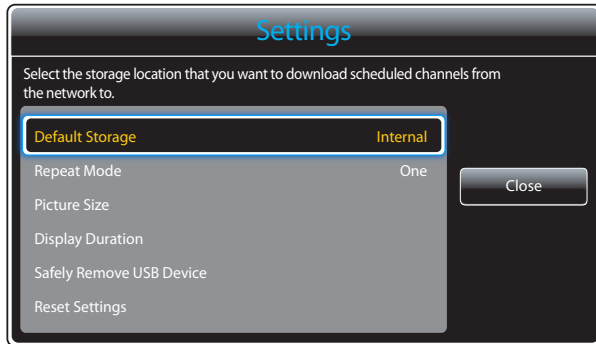 Settings
Select the storage location that you want to download scheduled channels from
the network to.
Default Storage Internal
Repeat Mode One
Picture Size
Display Duration
Safely Remove USB Device
Reset Settings
Close